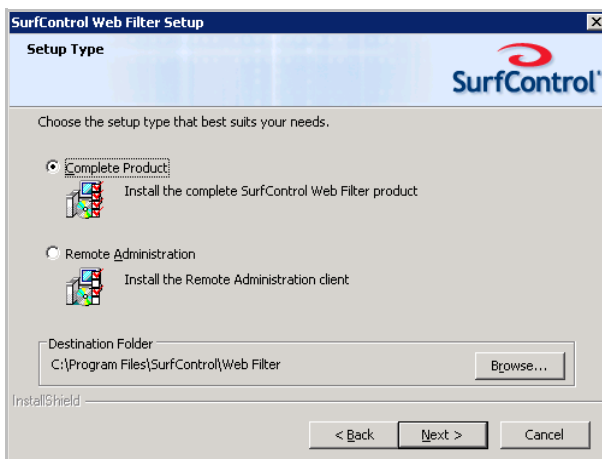 SurfControl Web Filter Setup
Setup Type
SurfControl
Choose the setup type that best suits your needs.
Complete Product
Install the complete SurfControl Web Filter product
Remote Administration
Install the Remote Administration client
Destination Folder
C:\Program Files\SurfControl\Web Filter
Browse...
InstallShield
< Back
Next >
Cancel